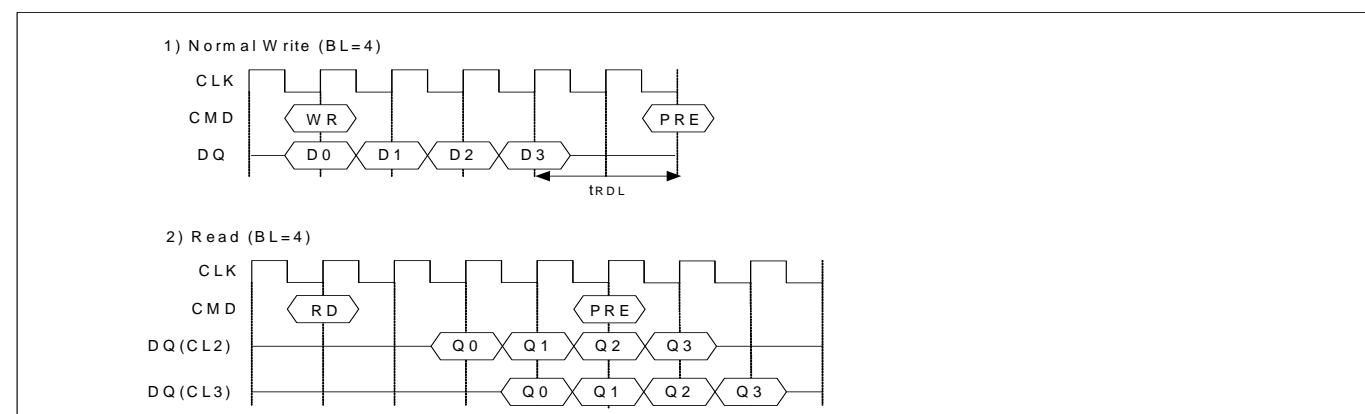 1) Normal Write (BL=4)
CLK
CMD WR PRE
DQ D0 D1 D2 D3
tRDL
2) Read (BL=4)
CLK
CMD RD PRE
DQ(CL2) Q0 Q1 Q2 Q3
DQ(CL3) Q0 Q1 Q2 Q3